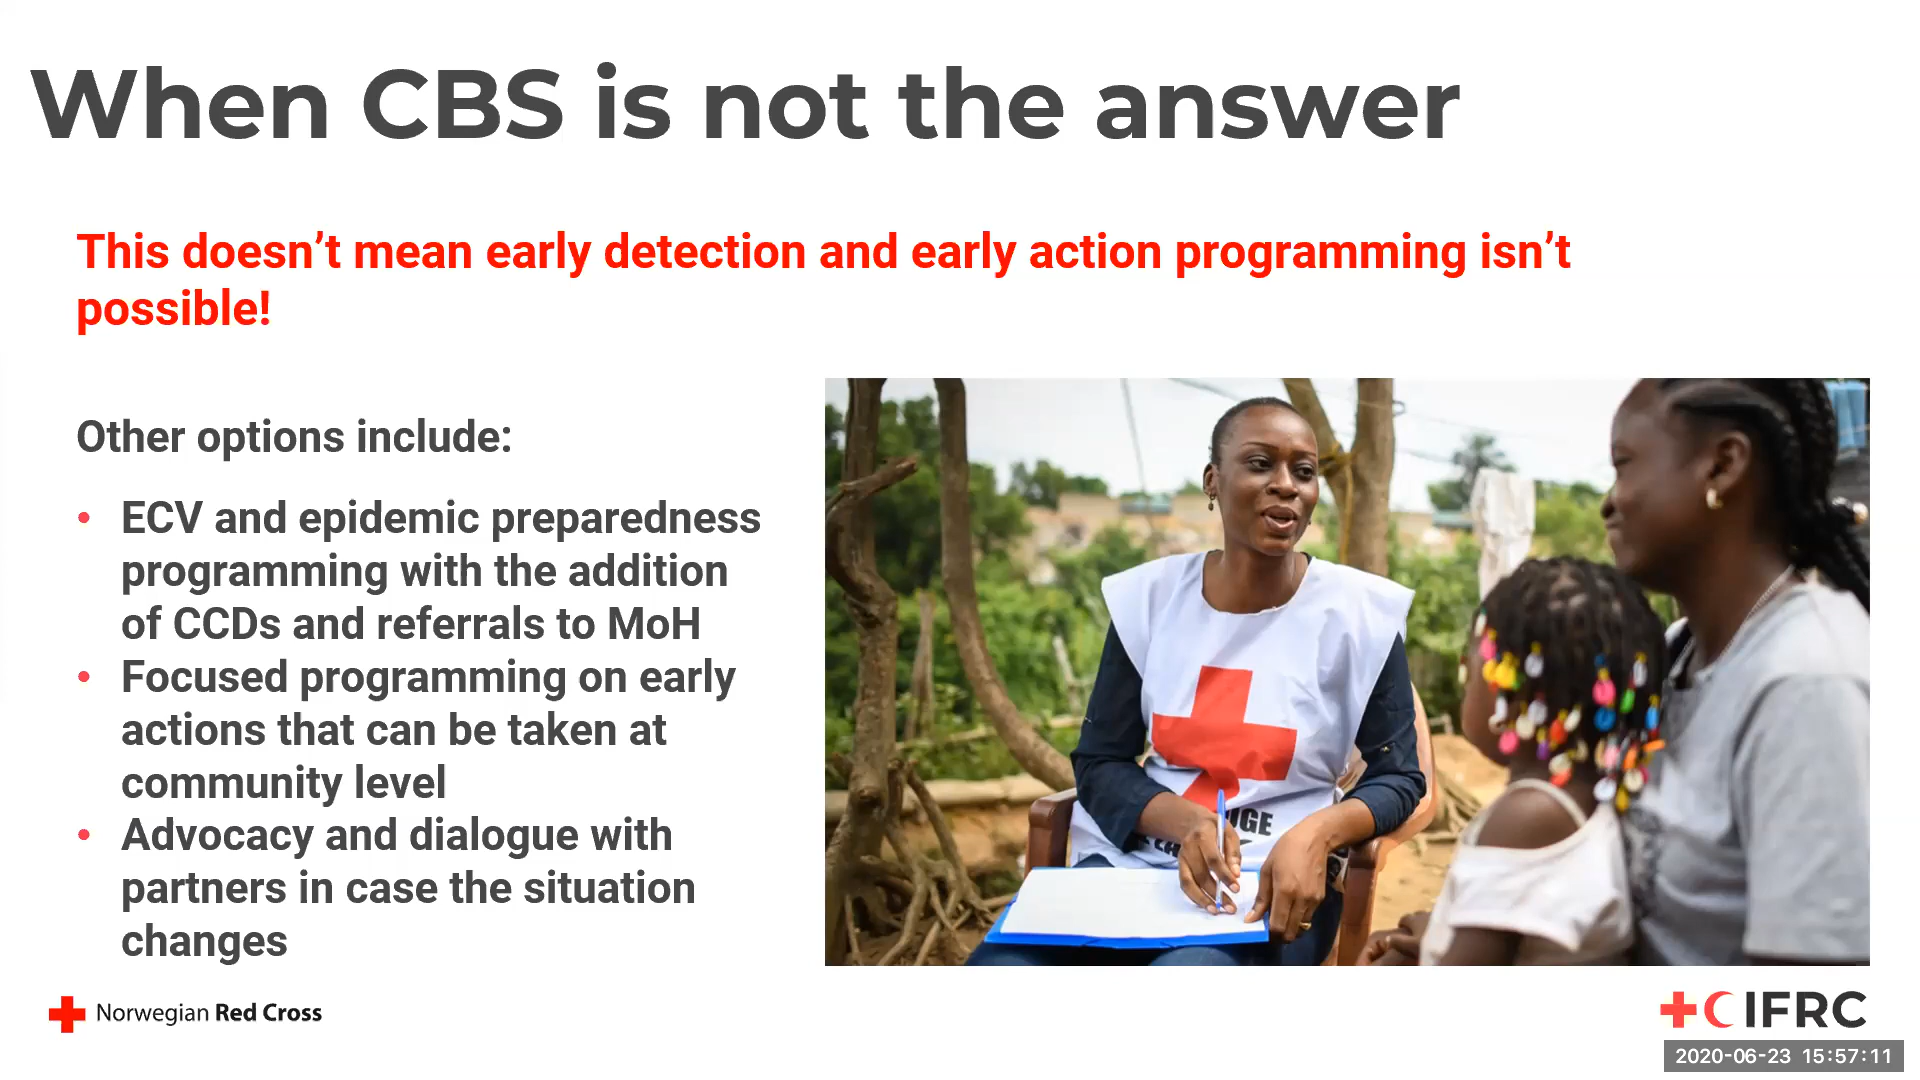 When CBS is not the answer
This doesn’t mean early detection and early action programming isn’t
possible!
Other options include:
• ECV and epidemic preparedness
programming with the addition
of CCDs and referrals to MoH
• Focused programming on early
actions that can be taken at
community level
• Advocacy and dialogue with
partners in case the situation
changes
Norwegian Red Cross
IFRC
2020-06-23 15:57:11